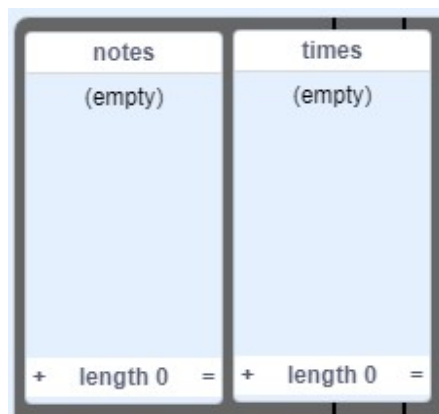 notes
(empty)
+ length 0 =
times
(empty)
+ length 0 =